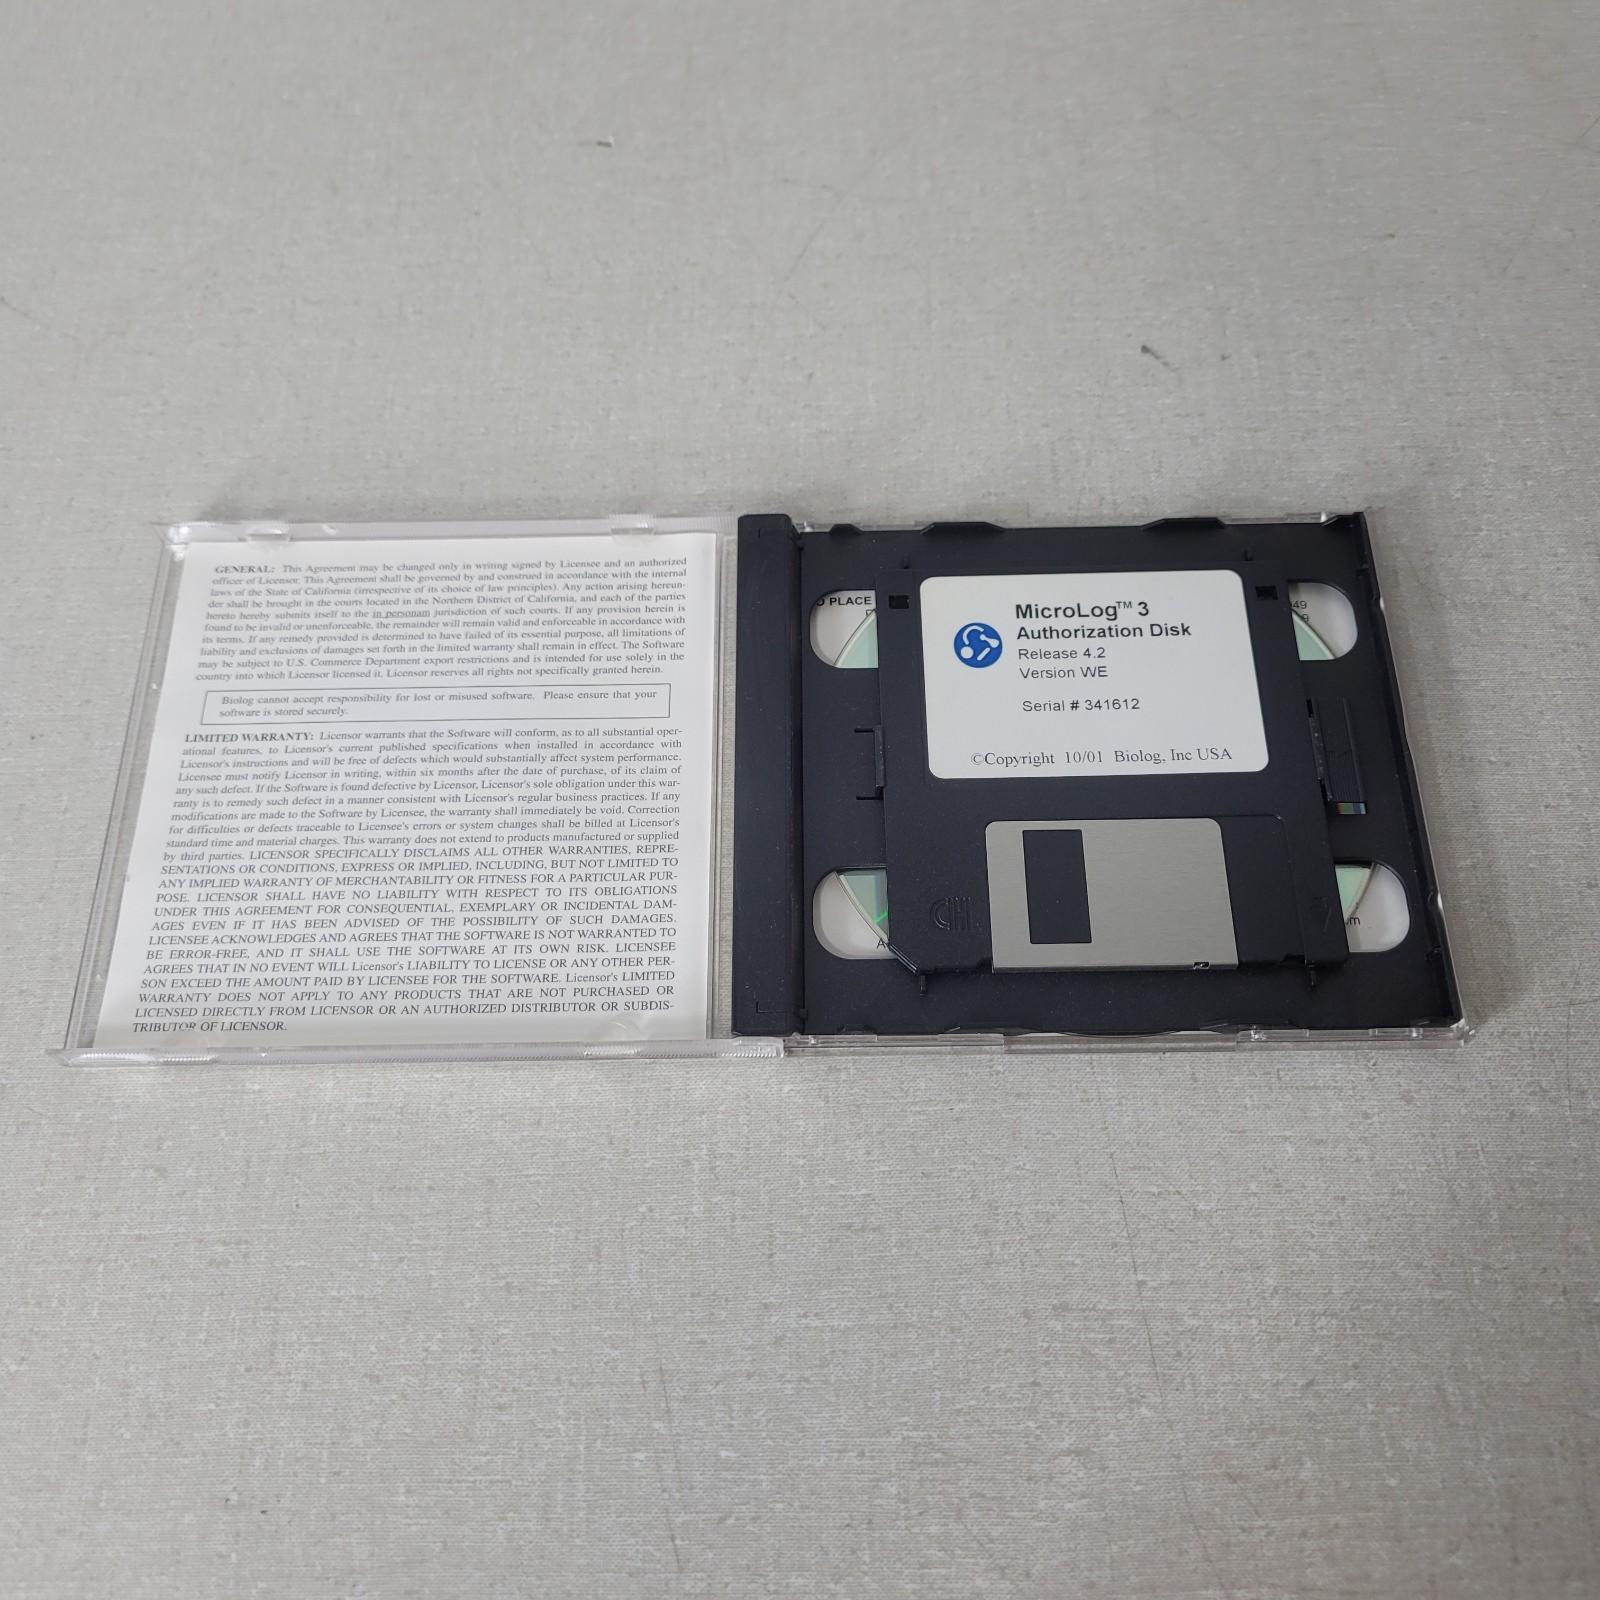 GENERAL: This Agreement may be changed only in writing signed by Licensee and an authorized
officer of Licensor. This Agreement shall be governed by and construed in accordance with the internal
laws of the State of California (irrespective of its choice of law principles). Any action arising hereun-
der shall be brought in the courts located in the Northern District of California, and each of the parties
hereto hereby submits itself to the in personam jurisdiction of such courts. If any provision herein is
found to be invalid or unenforceable, the remainder will remain valid and enforceable in accordance with
its terms. If any remedy provided is determined to have failed of its essential purpose, all limitations of
liability and exclusions of damages set forth in the limited warranty shall remain in effect. The Software
may be subject to U.S. Commerce Department export restrictions and is intended for use solely in the
country into which Licensor licensed it. Licensor reserves all rights not specifically granted herein.
Biolog cannot accept responsibility for lost or misused software. Please ensure that your
software is stored securely.
LIMITED WARRANTY: Licensor warrants that the Software will conform, as to all substantial oper-
ational features, to Licensor's current published specifications when installed in accordance with
Licensor's instructions and will be free of defects which would substantially affect system performance.
Licensee must notify Licensor in writing, within six months after the date of purchase, of its claim of
any such defect. If the Software is found defective by Licensor, Licensor's sole obligation under this war-
ranty is to remedy such defect in a manner consistent with Licensor's regular business practices. If any
modifications are made to the Software by Licensee, the warranty shall immediately be void. Correction
for difficulties or defects traceable to Licensee's errors or system changes shall be billed at Licensor's
standard time and material charges. This warranty does not extend to products manufactured or supplied
by third parties. LICENSOR SPECIFICALLY DISCLAIMS ALL OTHER WARRANTIES, REPRE-
SENTATIONS OR CONDITIONS, EXPRESS OR IMPLIED, INCLUDING, BUT NOT LIMITED TO
ANY IMPLIED WARRANTY OF MERCHANTABILITY OR FITNESS FOR A PARTICULAR PUR-
POSE. LICENSOR SHALL HAVE NO LIABILITY WITH RESPECT TO ITS OBLIGATIONS
UNDER THIS AGREEMENT FOR CONSEQUENTIAL, EXEMPLARY OR INCIDENTAL DAM-
AGES EVEN IF IT HAS BEEN ADVISED OF THE POSSIBILITY OF SUCH DAMAGES.
LICENSEE ACKNOWLEDGES AND AGREES THAT THE SOFTWARE IS NOT WARRANTED TO
BE ERROR-FREE, AND IT SHALL USE THE SOFTWARE AT ITS OWN RISK. LICENSEE
AGREES THAT IN NO EVENT WILL Licensor's LIABILITY TO LICENSE OR ANY OTHER PER-
SON EXCEED THE AMOUNT PAID BY LICENSEE FOR THE SOFTWARE. Licensor's LIMITED
WARRANTY DOES NOT APPLY TO ANY PRODUCTS THAT ARE NOT PURCHASED OR
LICENSED DIRECTLY FROM LICENSOR OR AN AUTHORIZED DISTRIBUTOR OR SUBDIS-
TRIBUTOR OF LICENSOR.
PLACE
MicroLog™ 3
Authorization Disk
Release 4.2
Version WE
Serial # 341612
©Copyright 10/01 Biolog, Inc USA